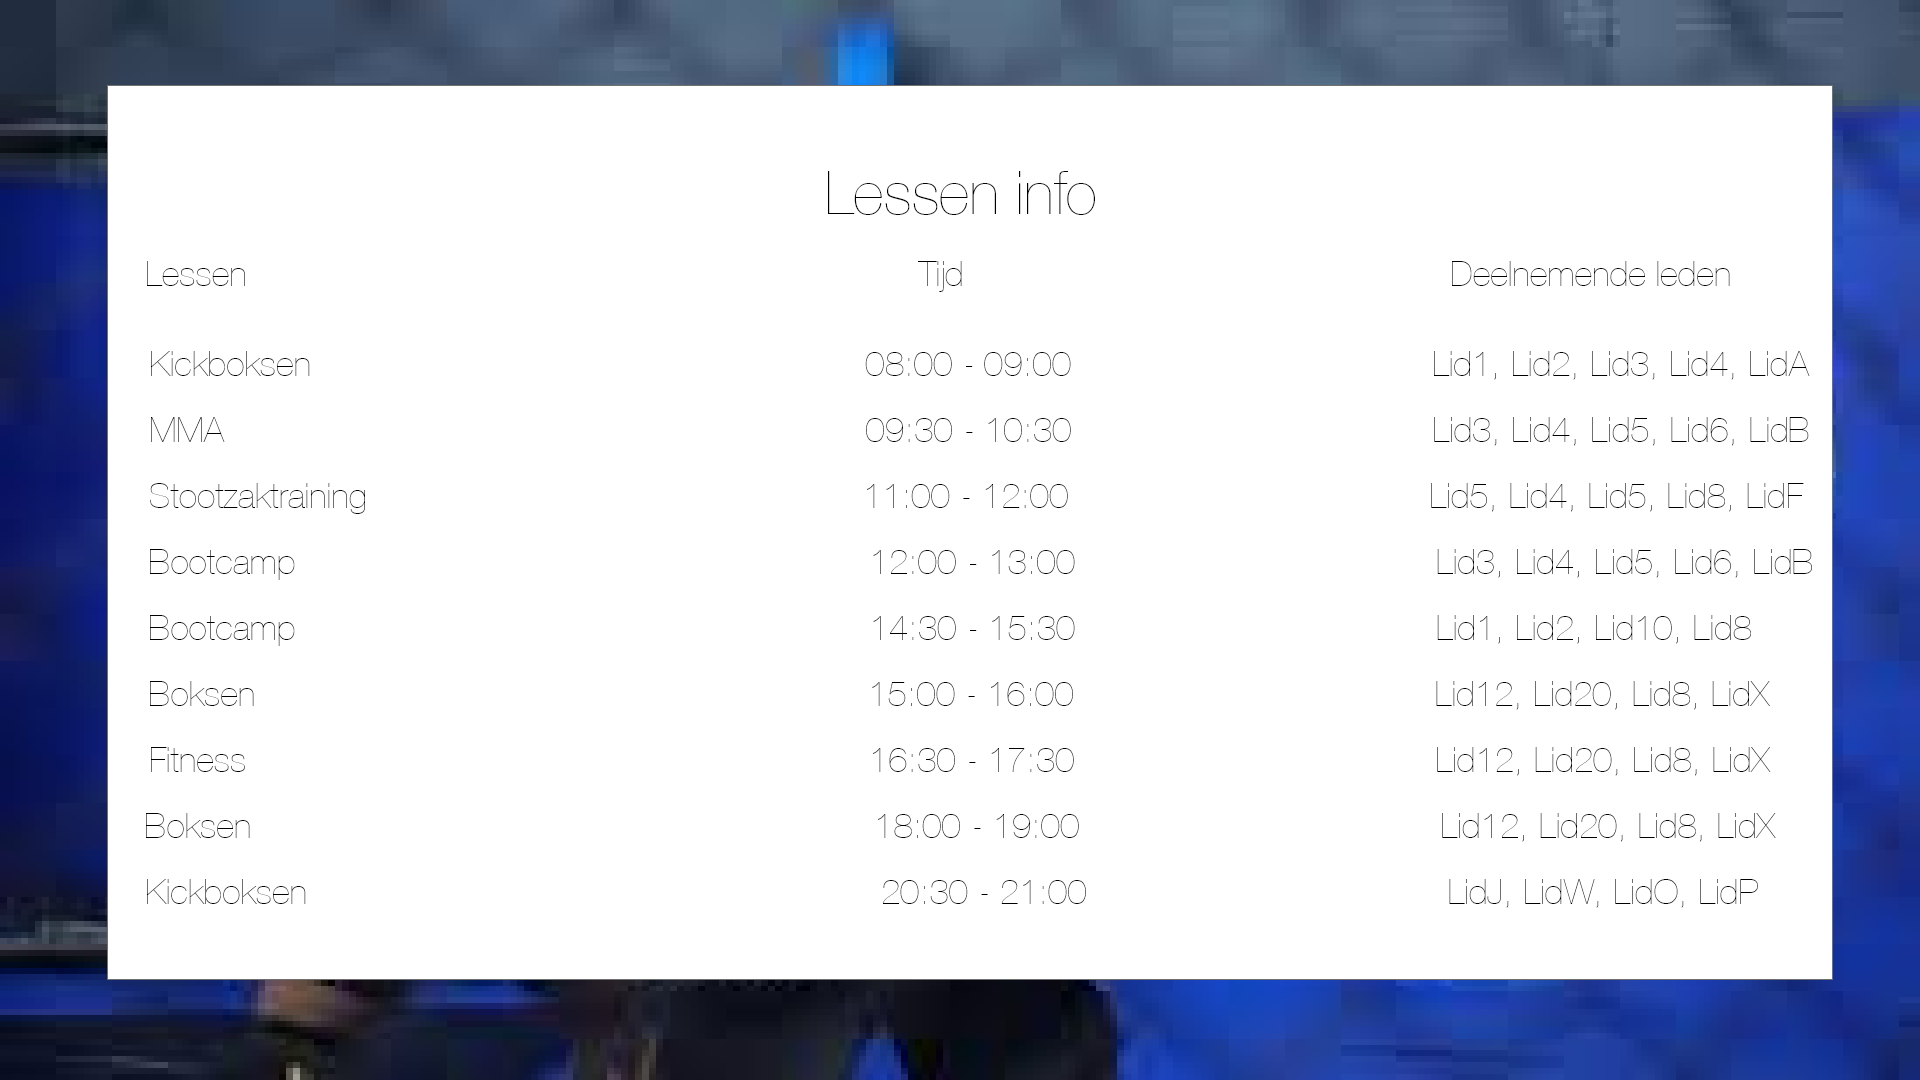 Lessen info
Lessen Tijd Deelnemende leden
Kickboksen 08:00 - 09:00 Lid1, Lid2, Lid3, Lid4, LidA
MMA 09:30 - 10:30 Lid3, Lid4, Lid5, Lid6, LidB
Stootzaktraining 11:00 - 12:00 Lid5, Lid4, Lid5, Lid8, LidF
Bootcamp 12:00 - 13:00 Lid3, Lid4, Lid5, Lid6, LidB
Bootcamp 14:30 - 15:30 Lid1, Lid2, Lid10, Lid8
Boksen 15:00 - 16:00 Lid12, Lid20, Lid8, LidX
Fitness 16:30 - 17:30 Lid12, Lid20, Lid8, LidX
Boksen 18:00 - 19:00 Lid12, Lid20, Lid8, LidX
Kickboksen 20:30 - 21:00 LidJ, LidW, LidO, LidP